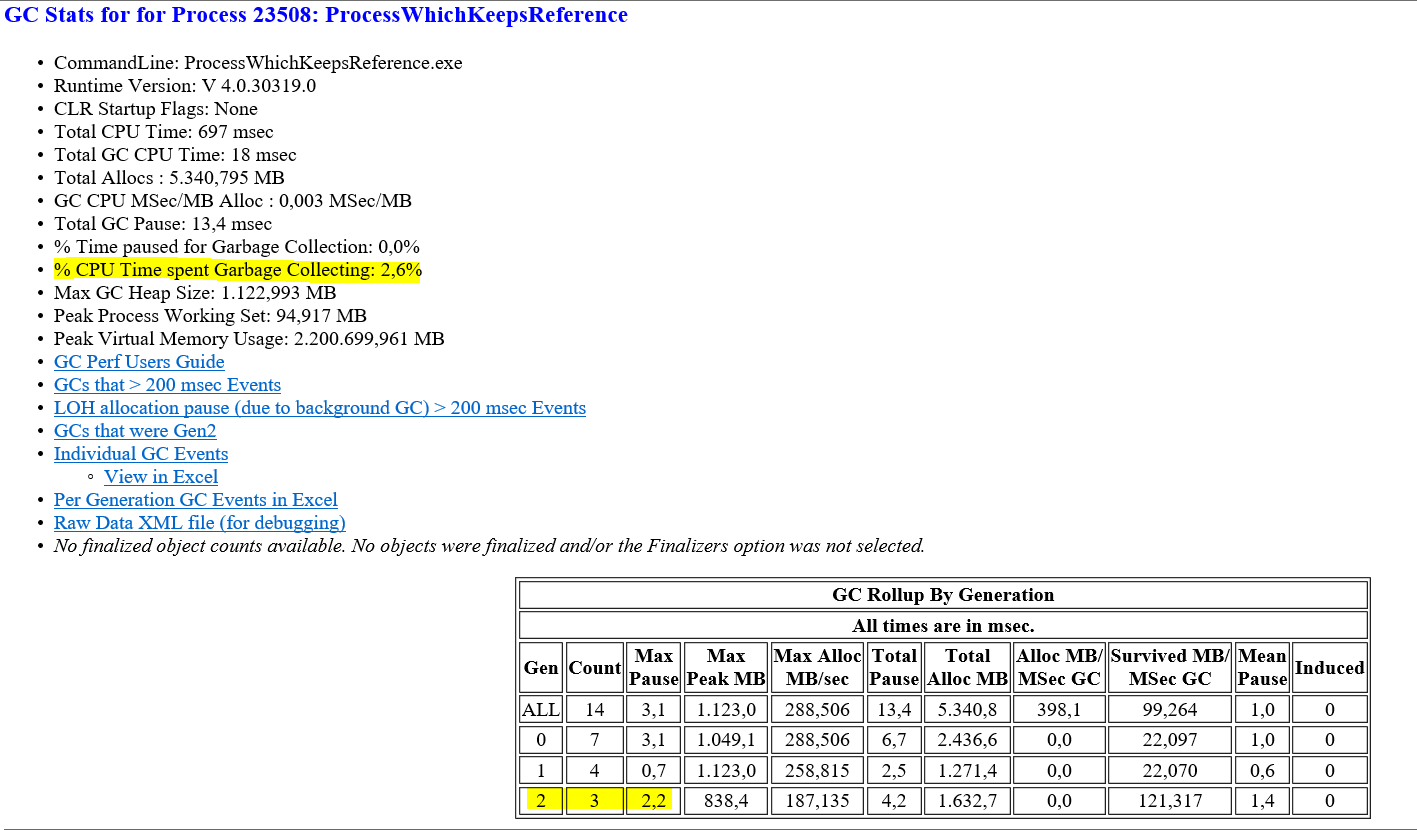 GC Stats for for Process 23508: ProcessWhichKeepsReference
• CommandLine: ProcessWhichKeepsReference.exe
• Runtime Version: V 4.0.30319.0
• CLR Startup Flags: None
• Total CPU Time: 697 msec
• Total GC CPU Time: 18 msec
• Total Allocs : 5.340,795 MB
• GC CPU MSec/MB Alloc : 0,003 MSec/MB
• Total GC Pause: 13,4 msec
• % Time paused for Garbage Collection: 0,0%
• % CPU Time spent Garbage Collecting: 2,6%
• Max GC Heap Size: 1.122,993 MB
• Peak Process Working Set: 94,917 MB
• Peak Virtual Memory Usage: 2.200.699,961 MB
• GC Perf Users Guide
• GCs that > 200 msec Events
• LOH allocation pause (due to background GC) > 200 msec Events
• GCs that were Gen2
• Individual GC Events
◦ View in Excel
• Per Generation GC Events in Excel
• Raw Data XML file (for debugging)
• No finalized object counts available. No objects were finalized and/or the Finalizers option was not selected.
GC Rollup By Generation
All times are in msec.
Gen Count Max Pause Max Peak MB Max Alloc MB/sec Total Pause Total Alloc MB Alloc MB/ MSec GC Survived MB/ MSec GC Mean Pause Induced
ALL 14 3,1 1.123,0 288,506 13,4 5.340,8 398,1 99,264 1,0 0
0 7 3,1 1.049,1 288,506 6,7 2.436,6 0,0 22,097 1,0 0
1 4 0,7 1.123,0 258,815 2,5 1.271,4 0,0 22,070 0,6 0
2 3 2,2 838,4 187,135 4,2 1.632,7 0,0 121,317 1,4 0